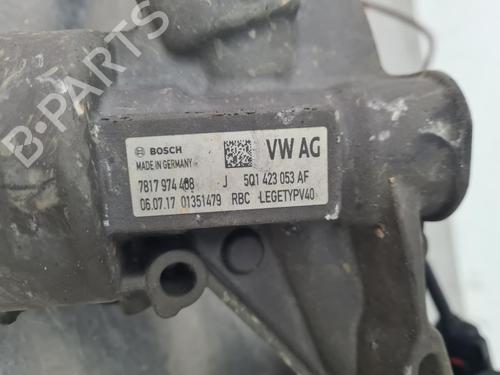 B-PARTS
BOSCH
MADE IN GERMANY
VW AG
7817 974 468 J 5Q1 423 053 AF
06.07.17 01351479 RBC -LEGETYPV40